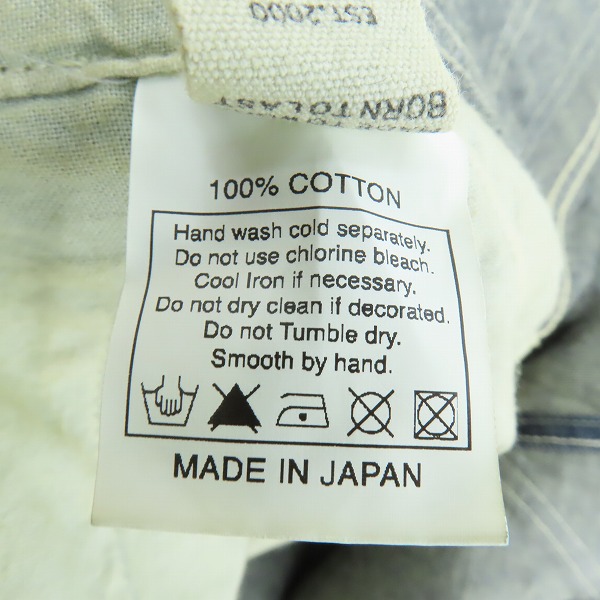 EST.2000
BORN TO LAST
100% COTTON
Hand wash cold separately.
Do not use chlorine bleach.
Cool Iron if necessary.
Do not dry clean if decorated.
Do not Tumble dry.
Smooth by hand.
MADE IN JAPAN